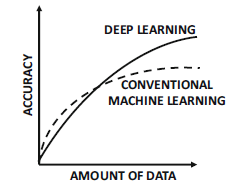 DEEP LEARNING
CONVENTIONAL
MACHINE LEARNING
ACCURACY
AMOUNT OF DATA